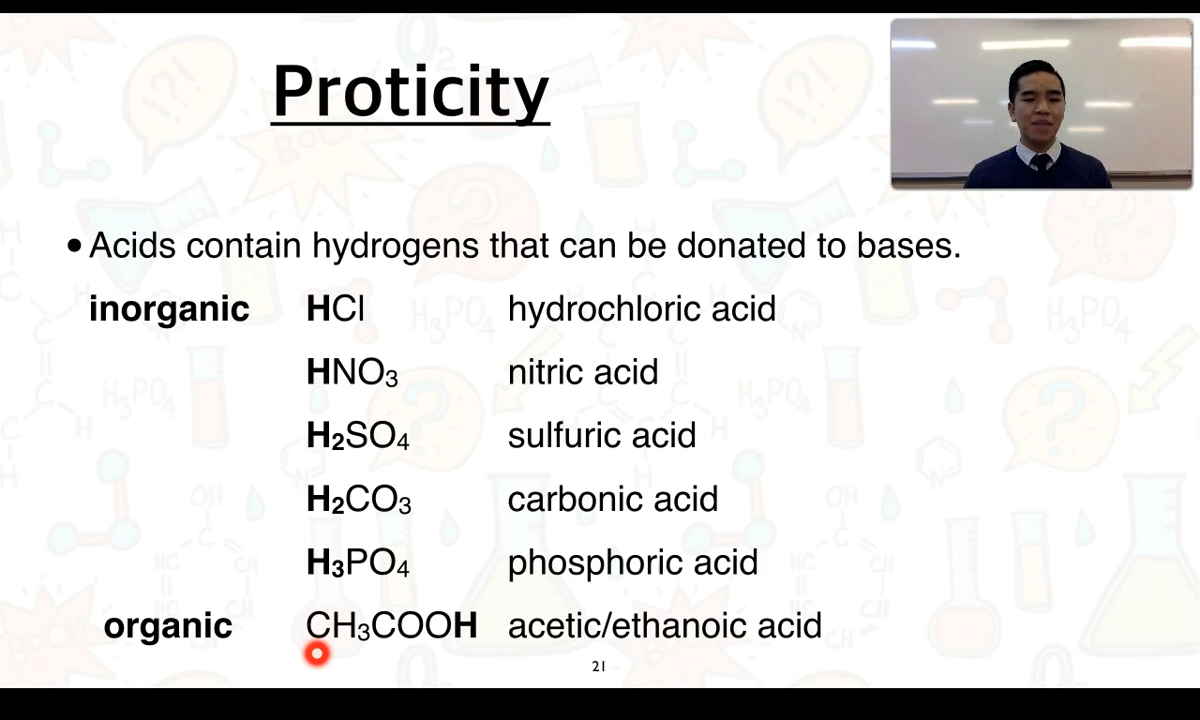 Proticity
• Acids contain hydrogens that can be donated to bases.
inorganic HCl hydrochloric acid
HNO₃ nitric acid
H₂SO₄ sulfuric acid
H₂CO₃ carbonic acid
H₃PO₄ phosphoric acid
organic CH₃COOH acetic/ethanoic acid
21